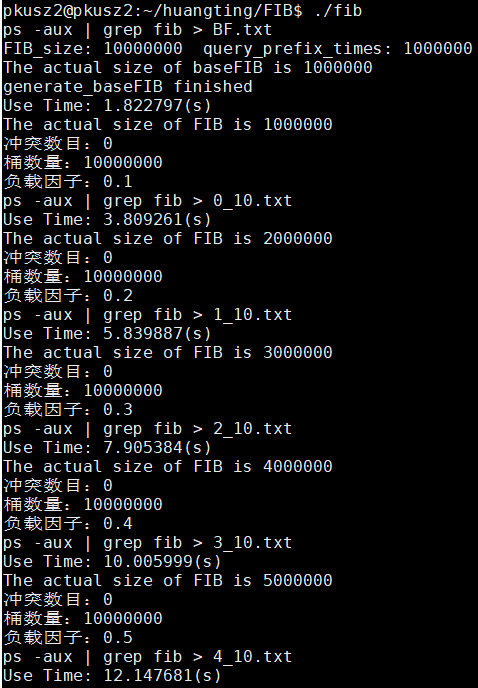 pkusz2@pkusz2:~/huangting/FIB$ ./fib
ps -aux | grep fib > BF.txt
FIB_size: 10000000  query_prefix_times: 1000000
The actual size of baseFIB is 1000000
generate_baseFIB finished
Use Time: 1.822797(s)
The actual size of FIB is 1000000
冲突数目：0
桶数量：10000000
负载因子：0.1
ps -aux | grep fib > 0_10.txt
Use Time: 3.809261(s)
The actual size of FIB is 2000000
冲突数目：0
桶数量：10000000
负载因子：0.2
ps -aux | grep fib > 1_10.txt
Use Time: 5.839887(s)
The actual size of FIB is 3000000
冲突数目：0
桶数量：10000000
负载因子：0.3
ps -aux | grep fib > 2_10.txt
Use Time: 7.905384(s)
The actual size of FIB is 4000000
冲突数目：0
桶数量：10000000
负载因子：0.4
ps -aux | grep fib > 3_10.txt
Use Time: 10.005999(s)
The actual size of FIB is 5000000
冲突数目：0
桶数量：10000000
负载因子：0.5
ps -aux | grep fib > 4_10.txt
Use Time: 12.147681(s)